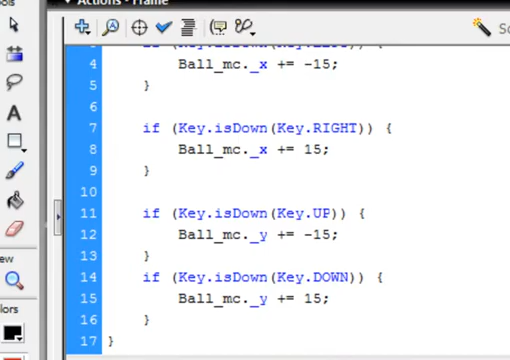 Actions - Frame
4 Ball_mc._x += -15;
5 }
6
7 if (Key.isDown(Key.RIGHT)) {
8 Ball_mc._x += 15;
9 }
10
11 if (Key.isDown(Key.UP)) {
12 Ball_mc._y += -15;
13 }
14 if (Key.isDown(Key.DOWN)) {
15 Ball_mc._y += 15;
16 }
17 }